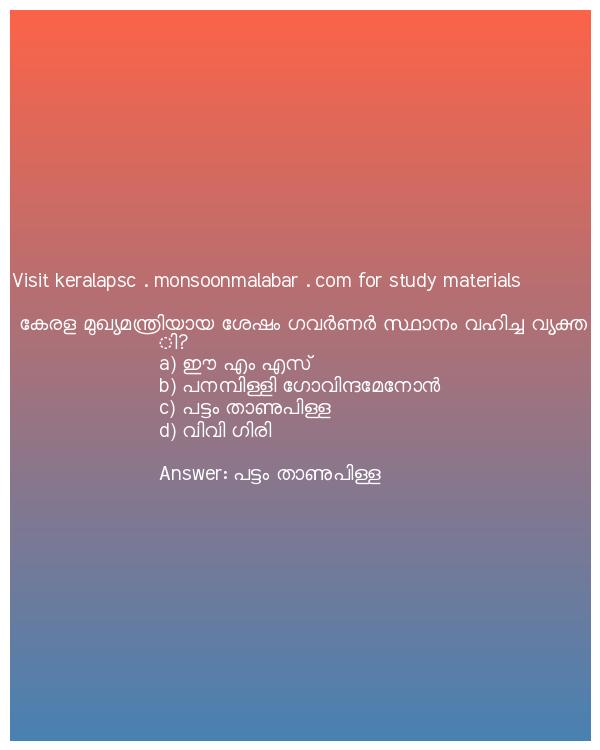 Visit keralapsc . monsoonmalabar . com for study materials
കേരള മുഖ്യമന്ത്രിയായ ശേഷം ഗവർണർ സ്ഥാനം വഹിച്ച വ്യക്ത
ി?
a) ഈ എം എസ്
b) പനമ്പിള്ളി ഗോവിന്ദമേനോൻ
c) പട്ടം താണുപിള്ള
d) വിവി ഗിരി
Answer: പട്ടം താണുപിള്ള